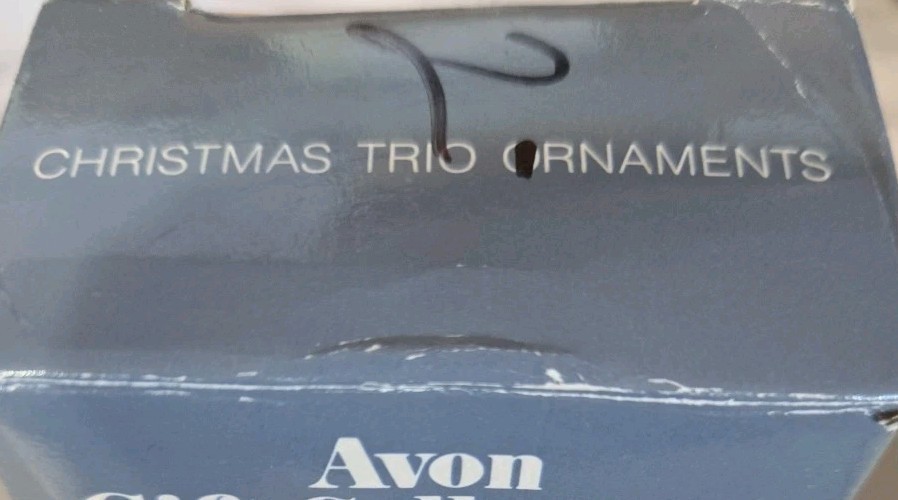 CHRISTMAS TRIO ORNAMENTS
Avon